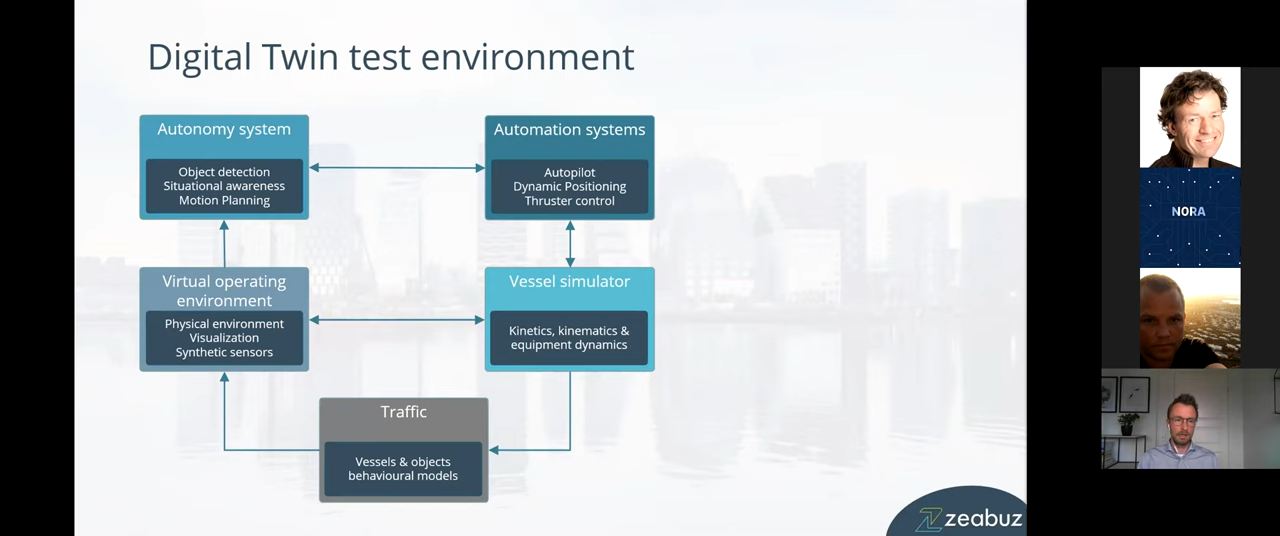 Digital Twin test environment
Autonomy system
Object detection
Situational awareness
Motion Planning
Automation systems
Autopilot
Dynamic Positioning
Thruster control
Virtual operating
environment
Physical environment
Visualization
Synthetic sensors
Vessel simulator
Kinetics, kinematics &
equipment dynamics
Traffic
Vessels & objects
behavioural models
zeabuz
NORA